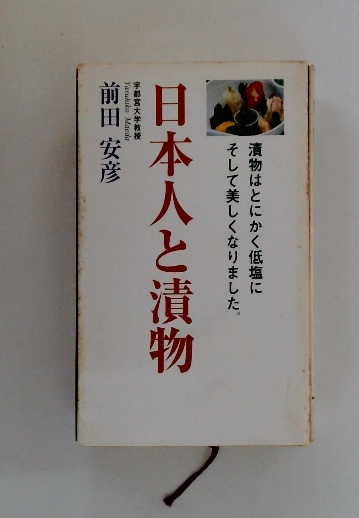 漬物はとにかく低塩に
そして美しくなりました。
日本人と漬物
宇都宮大学教授
Yasuhiko Maeda
前田 安彦